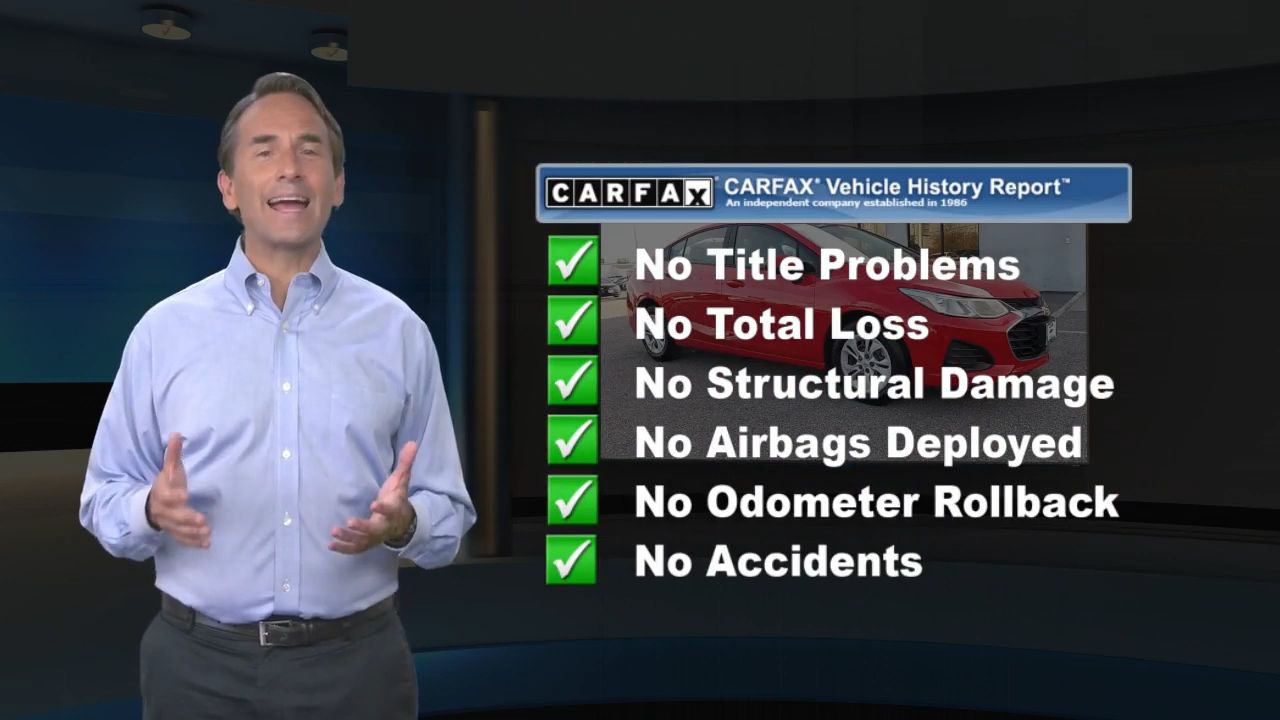 CARFAX® CARFAX® Vehicle History Report™
An independent company established in 1986
No Title Problems
No Total Loss
No Structural Damage
No Airbags Deployed
No Odometer Rollback
No Accidents